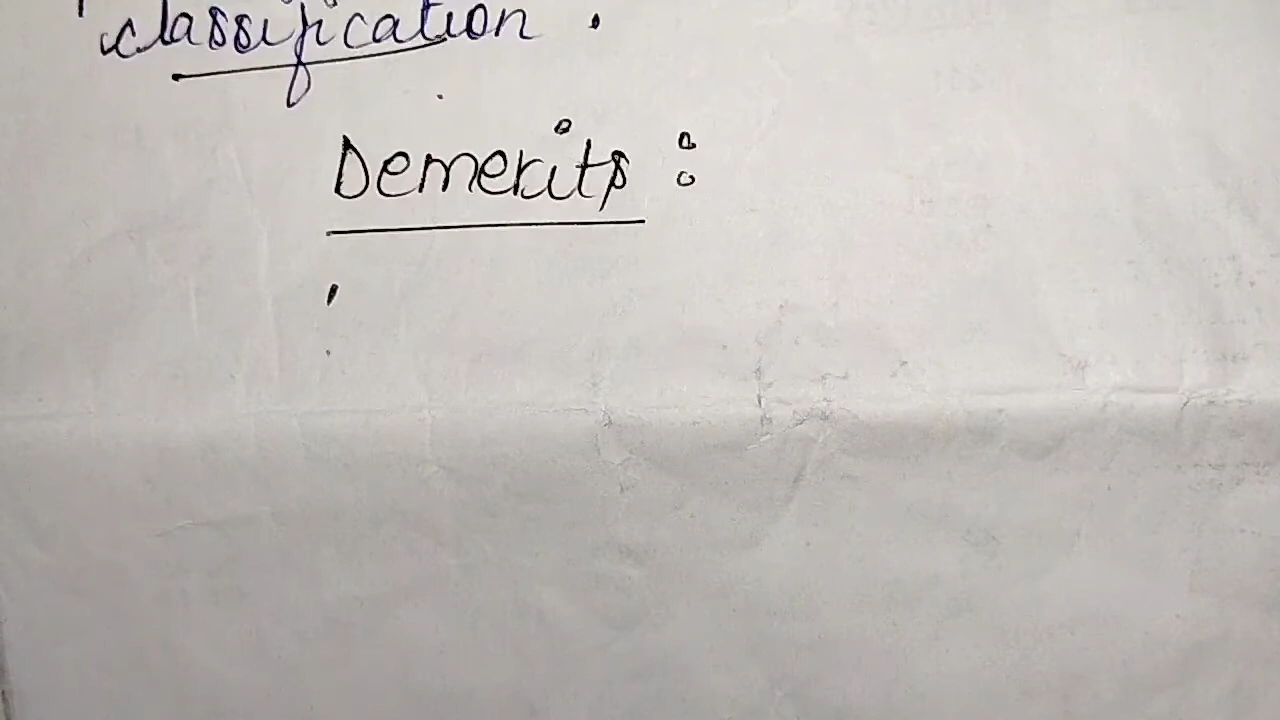 classification .
Demerits :